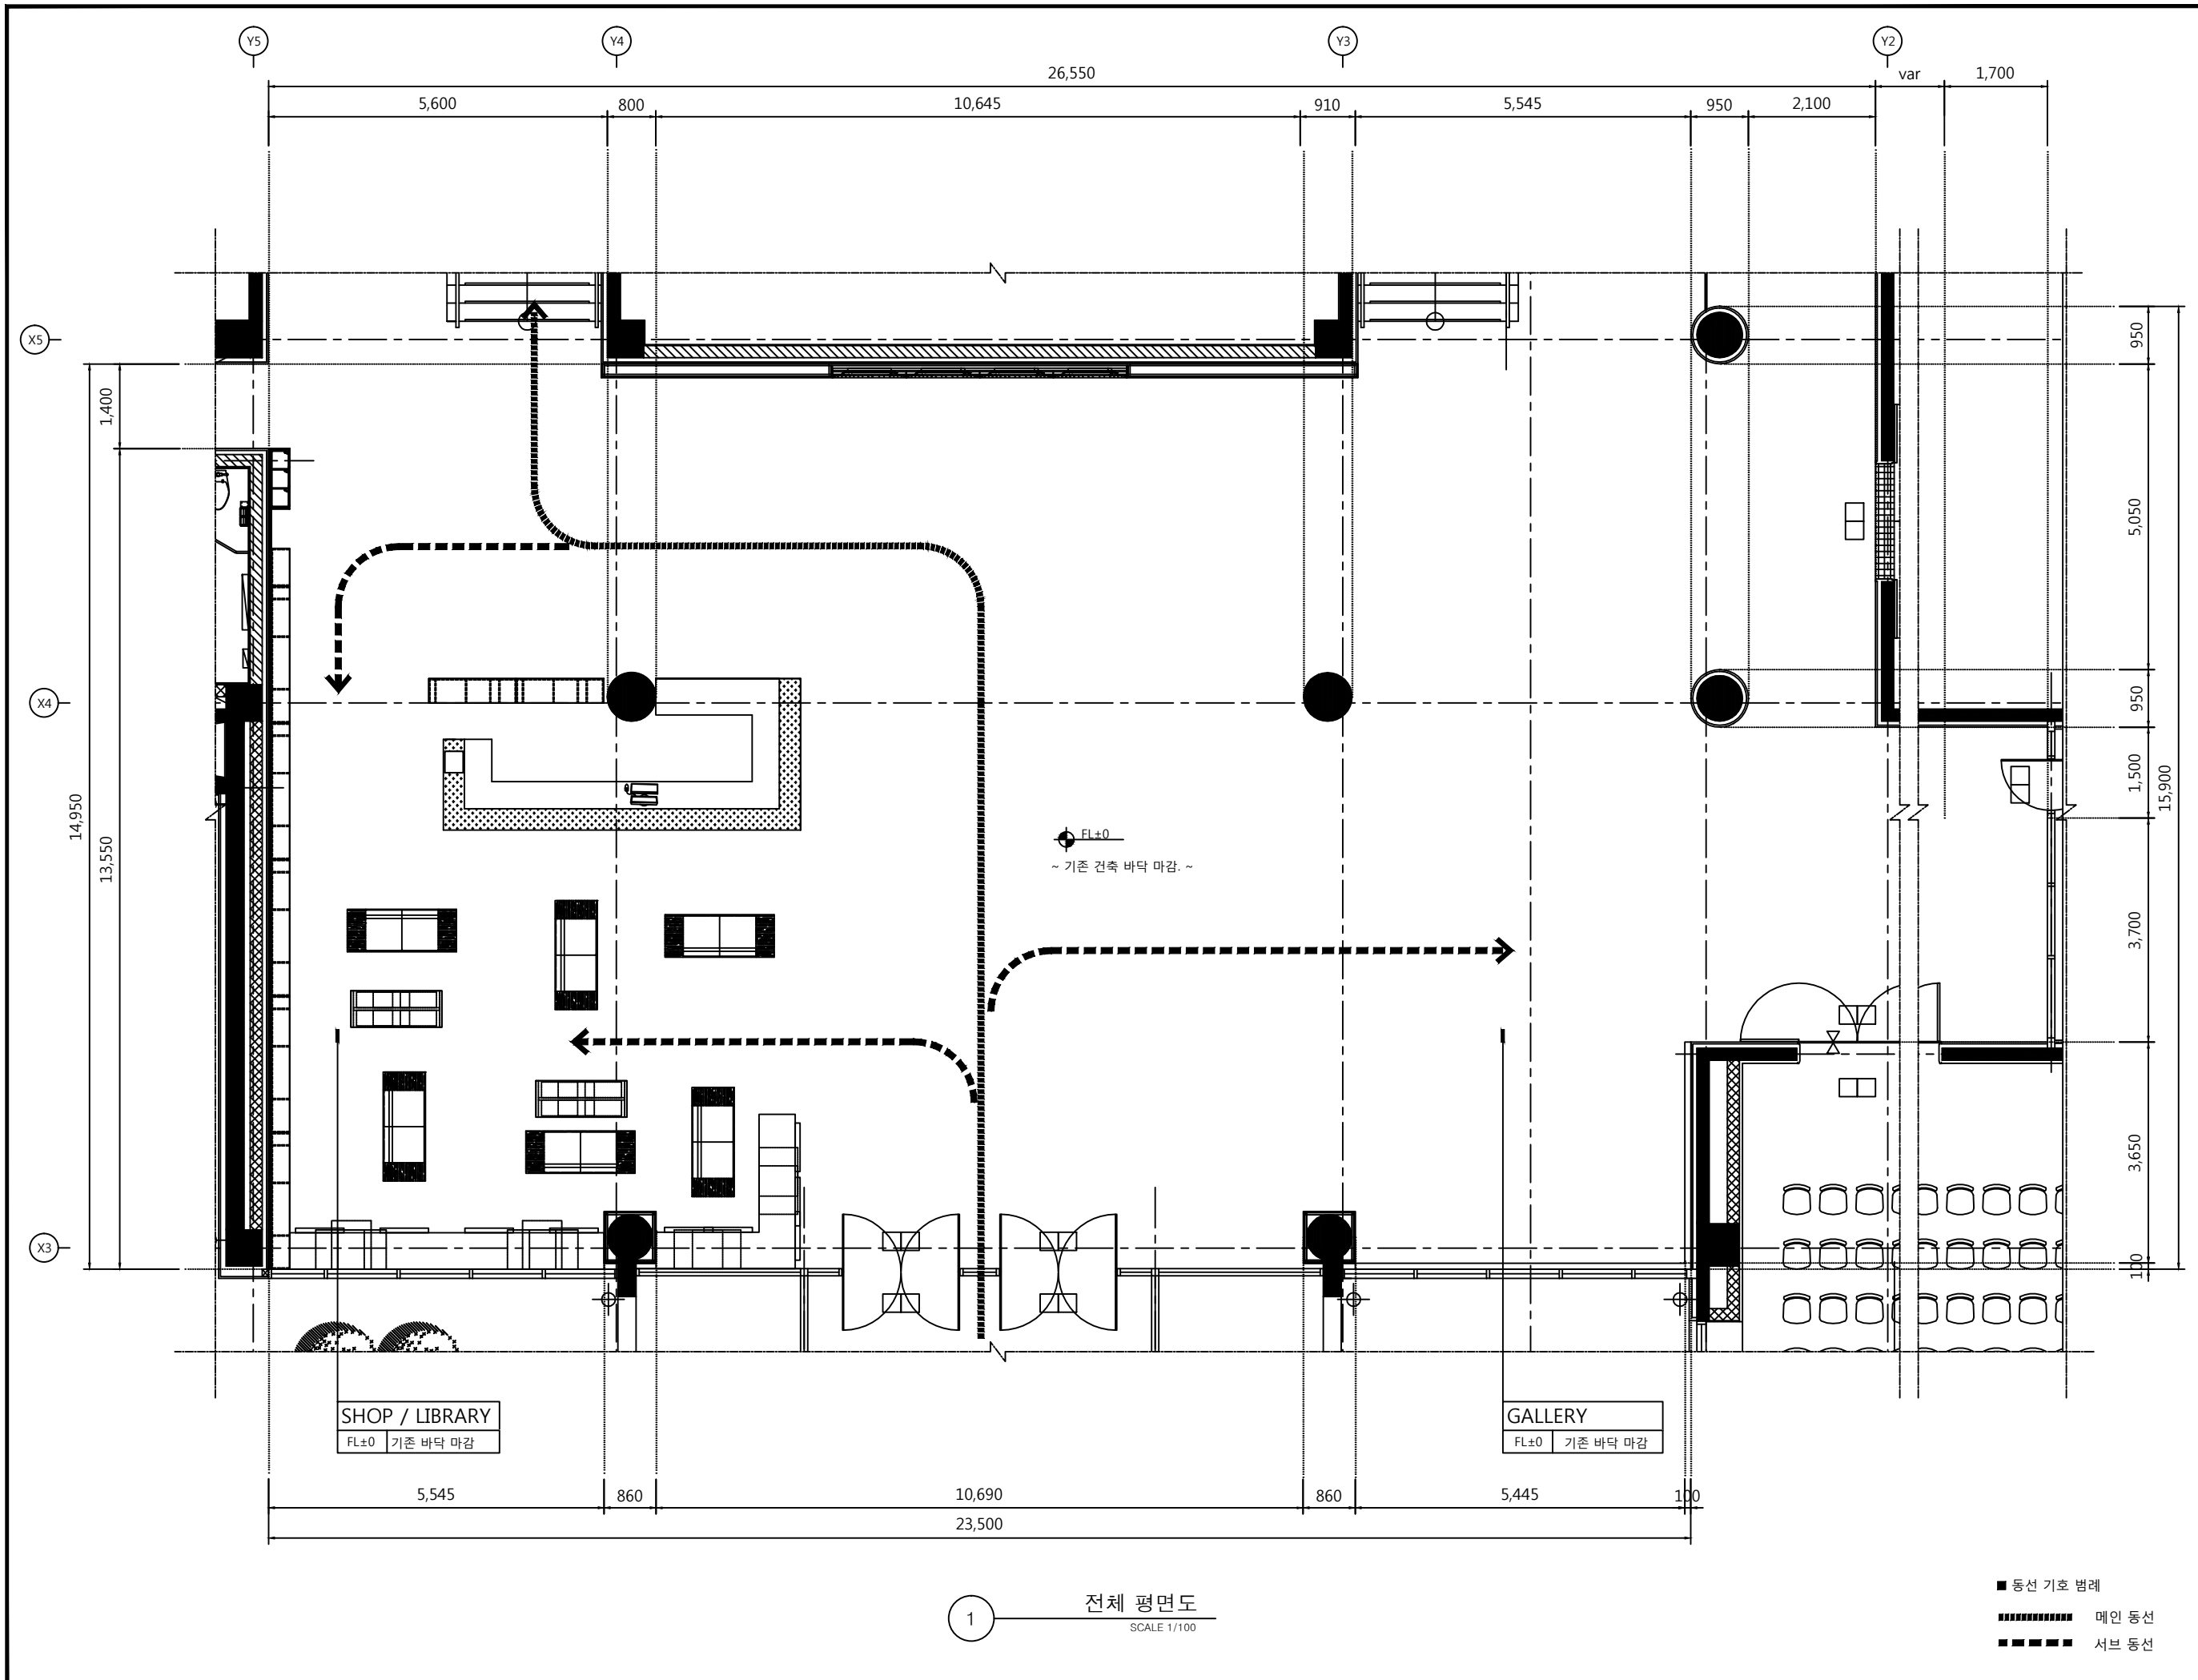 Y5
Y4
Y3
Y2
26,550
var
1,700
5,600
800
10,645
910
5,545
950
2,100
X5
X4
X3
1,400
14,950
13,550
950
5,050
950
1,500
15,900
3,700
3,650
100
FL±0
~ 기존 건축 바닥 마감. ~
SHOP / LIBRARY
FL±0 기존 바닥 마감
GALLERY
FL±0 기존 바닥 마감
5,545
860
10,690
860
5,445
100
23,500
1
전체 평면도
SCALE 1/100
■ 동선 기호 범례
메인 동선
서브 동선